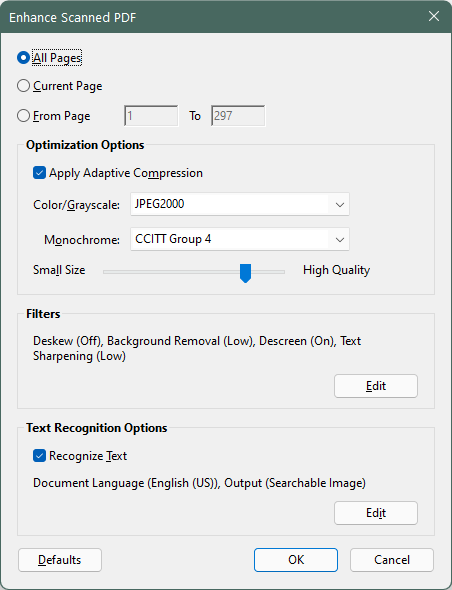 Enhance Scanned PDF
All Pages
Current Page
From Page 1 To 297
Optimization Options
Apply Adaptive Compression
Color/Grayscale: JPEG2000
Monochrome: CCITT Group 4
Small Size High Quality
Filters
Deskew (Off), Background Removal (Low), Descreen (On), Text
Sharpening (Low)
Edit
Text Recognition Options
Recognize Text
Document Language (English (US)), Output (Searchable Image)
Edit
Defaults OK Cancel